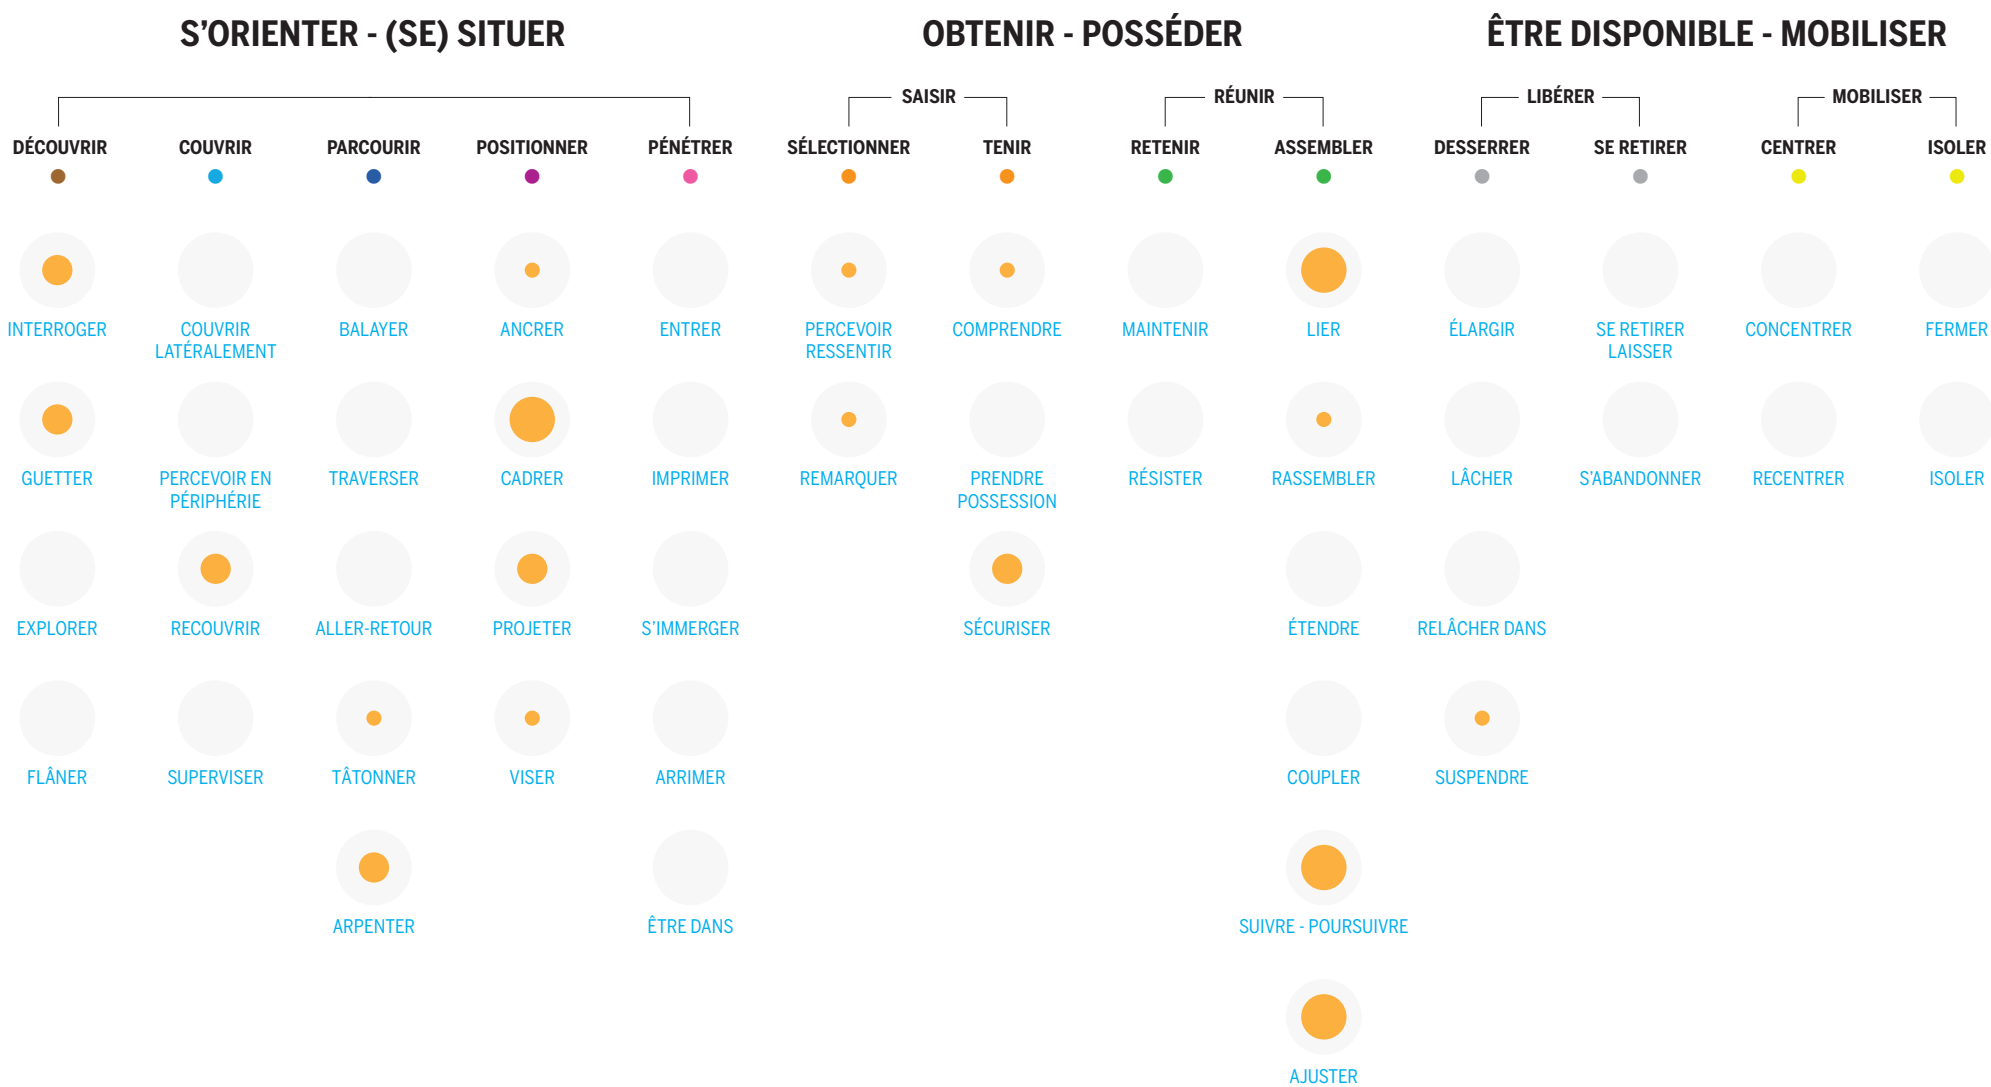 S’ORIENTER - (SE) SITUER
OBTENIR - POSSÉDER
ÊTRE DISPONIBLE - MOBILISER
SAISIR
RÉUNIR
LIBÉRER
MOBILISER
DÉCOUVRIR
COUVRIR
PARCOURIR
POSITIONNER
PÉNÉTRER
SÉLECTIONNER
TENIR
RETENIR
ASSEMBLER
DESSERRER
SE RETIRER
CENTRER
ISOLER
INTERROGER
COUVRIR
LATÉRALEMENT
BALAYER
ANCRER
ENTRER
PERCEVOIR
RESSENTIR
COMPRENDRE
MAINTENIR
LIER
ÉLARGIR
SE RETIRER
LAISSER
CONCENTRER
FERMER
GUETTER
PERCEVOIR EN
PÉRIPHÉRIE
TRAVERSER
CADRER
IMPRIMER
REMARQUER
PRENDRE
POSSESSION
RÉSISTER
RASSEMBLER
LÂCHER
S’ABANDONNER
RECENTRER
ISOLER
EXPLORER
RECOUVRIR
ALLER-RETOUR
PROJETER
S’IMMERGER
SÉCURISER
ÉTENDRE
RELÂCHER DANS
FLÂNER
SUPERVISER
TÂTONNER
VISER
ARRIMER
COUPLER
SUSPENDRE
ARPENTER
ÊTRE DANS
SUIVRE - POURSUIVRE
AJUSTER